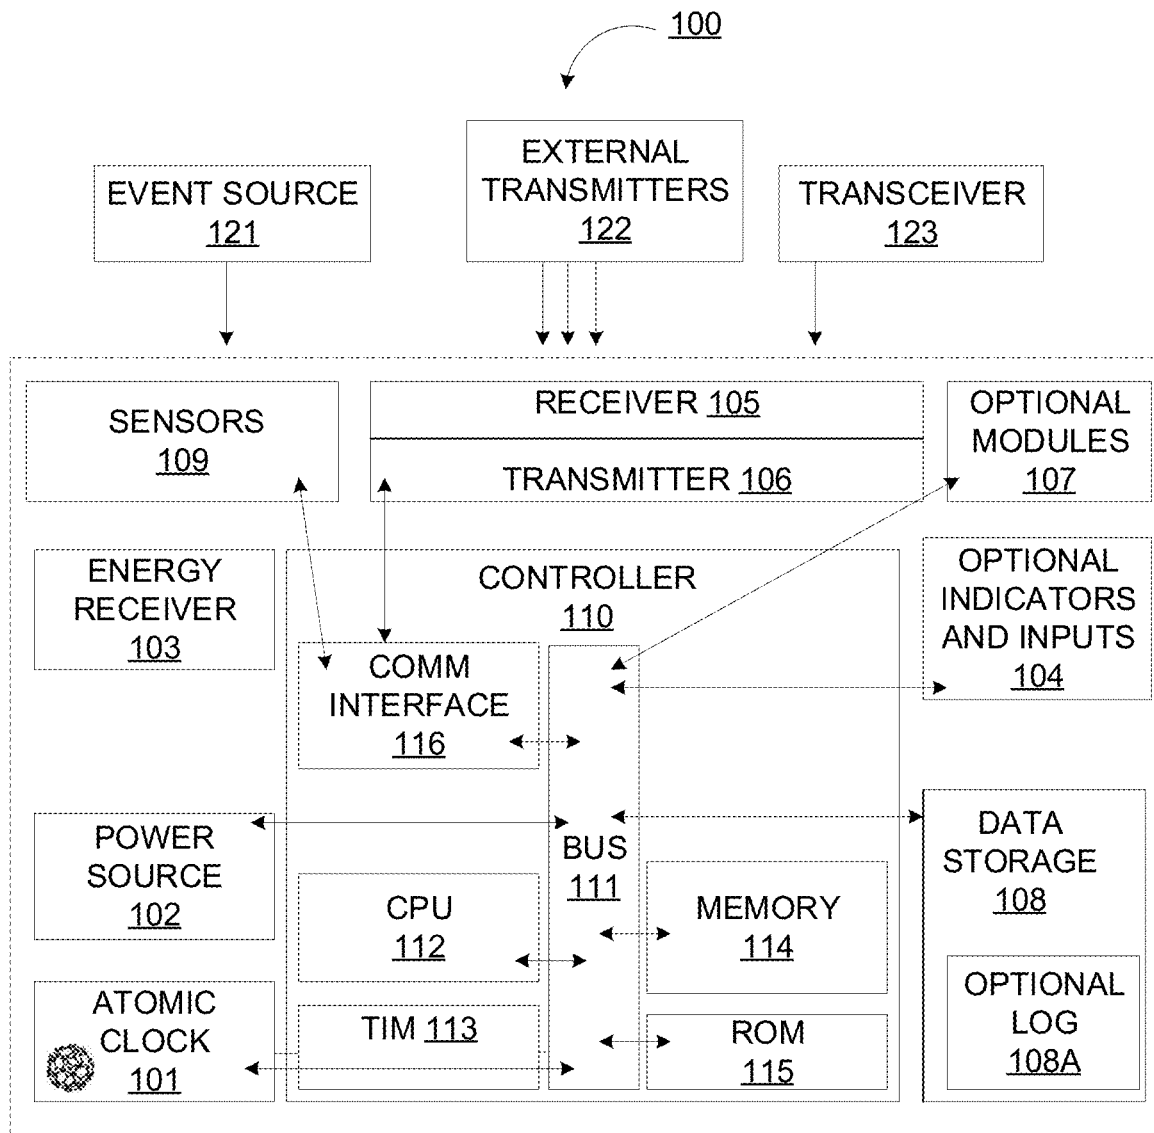 100
EVENT SOURCE
121
EXTERNAL
TRANSMITTERS
122
TRANSCEIVER
123
SENSORS
109
RECEIVER 105
TRANSMITTER 106
OPTIONAL
MODULES
107
ENERGY
RECEIVER
103
CONTROLLER
110
OPTIONAL
INDICATORS
AND INPUTS
104
COMM
INTERFACE
116
POWER
SOURCE
102
BUS
111
DATA
STORAGE
108
CPU
112
MEMORY
114
ATOMIC
CLOCK
101
TIM 113
ROM
115
OPTIONAL
LOG
108A